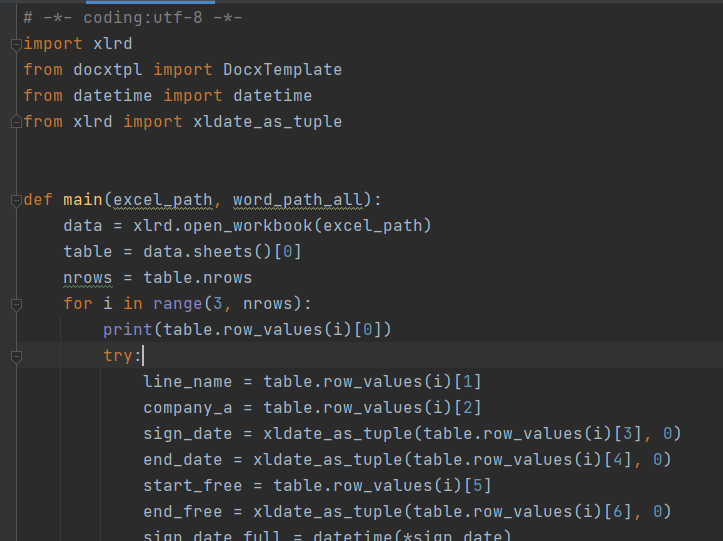 # -*- coding:utf-8 -*-
import xlrd
from docxtpl import DocxTemplate
from datetime import datetime
from xlrd import xldate_as_tuple
def main(excel_path, word_path_all):
data = xlrd.open_workbook(excel_path)
table = data.sheets()[0]
nrows = table.nrows
for i in range(3, nrows):
print(table.row_values(i)[0])
try:
line_name = table.row_values(i)[1]
company_a = table.row_values(i)[2]
sign_date = xldate_as_tuple(table.row_values(i)[3], 0)
end_date = xldate_as_tuple(table.row_values(i)[4], 0)
start_free = table.row_values(i)[5]
end_free = xldate_as_tuple(table.row_values(i)[6], 0)
sign_date_full = datetime(*sign_date)